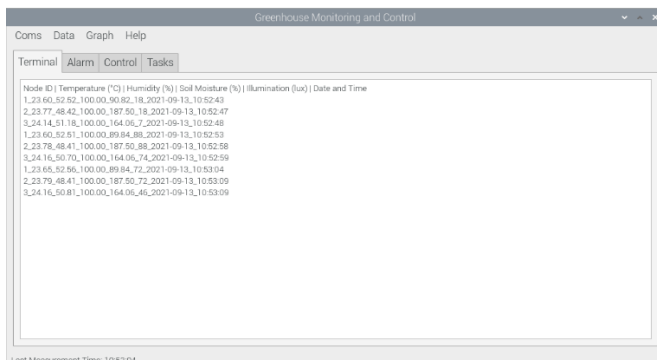 Greenhouse Monitoring and Control
Coms Data Graph Help
Terminal Alarm Control Tasks
Node ID | Temperature (°C) | Humidity (%) | Soil Moisture (%) | Illumination (lux) | Date and Time
1_23.60_52.52_100.00_90.82_18_2021-09-13_10:52:43
2_23.77_48.42_100.00_187.50_18_2021-09-13_10:52:47
3_24.14_51.18_100.00_164.06_7_2021-09-13_10:52:48
1_23.60_52.51_100.00_89.84_88_2021-09-13_10:52:53
2_23.78_48.41_100.00_187.50_88_2021-09-13_10:52:58
3_24.16_50.70_100.00_164.06_74_2021-09-13_10:52:59
1_23.65_52.56_100.00_89.84_72_2021-09-13_10:53:04
2_23.79_48.41_100.00_187.50_72_2021-09-13_10:53:09
3_24.16_50.81_100.00_164.06_46_2021-09-13_10:53:09
Last Measurement Time: